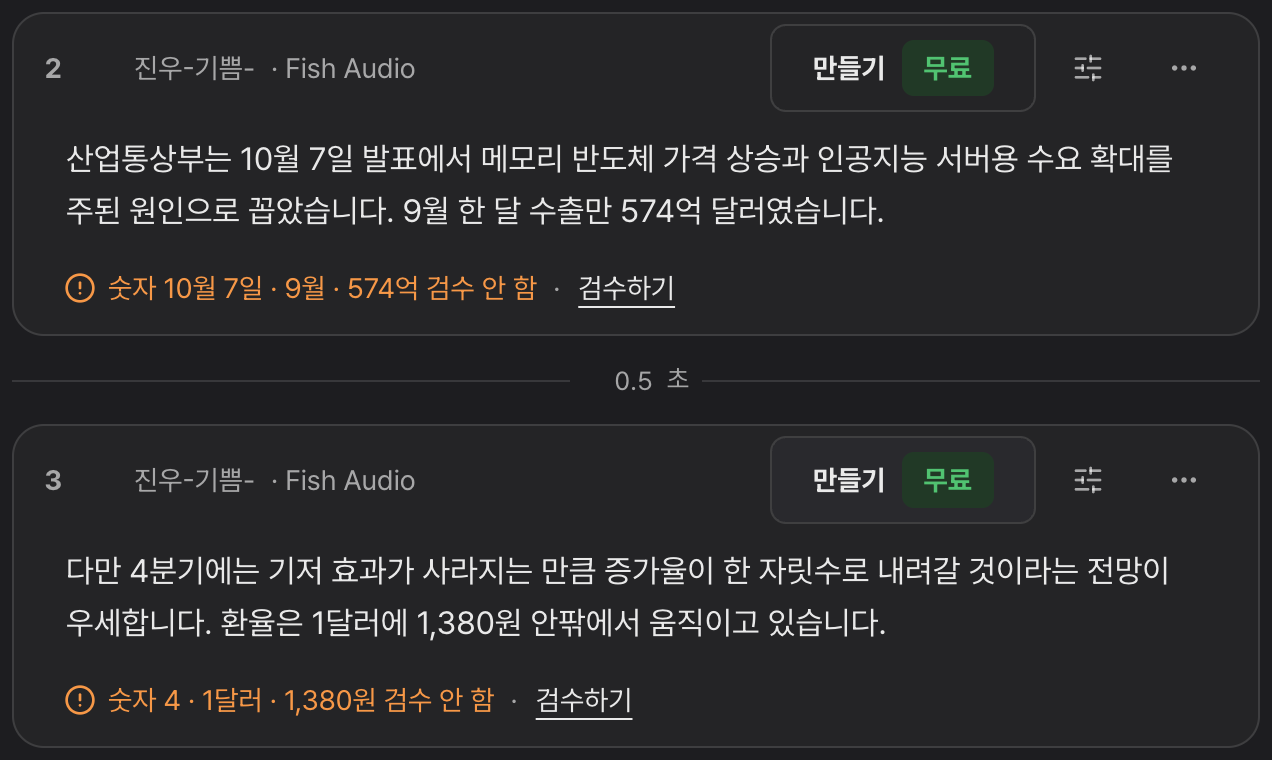 2 진우-기쁨- · Fish Audio 만들기 무료
산업통상부는 10월 7일 발표에서 메모리 반도체 가격 상승과 인공지능 서버용 수요 확대를
주된 원인으로 꼽았습니다. 9월 한 달 수출만 574억 달러였습니다.
숫자 10월 7일 · 9월 · 574억 검수 안 함 · 검수하기
0.5 초
3 진우-기쁨- · Fish Audio 만들기 무료
다만 4분기에는 기저 효과가 사라지는 만큼 증가율이 한 자릿수로 내려갈 것이라는 전망이
우세합니다. 환율은 1달러에 1,380원 안팎에서 움직이고 있습니다.
숫자 4 · 1달러 · 1,380원 검수 안 함 · 검수하기